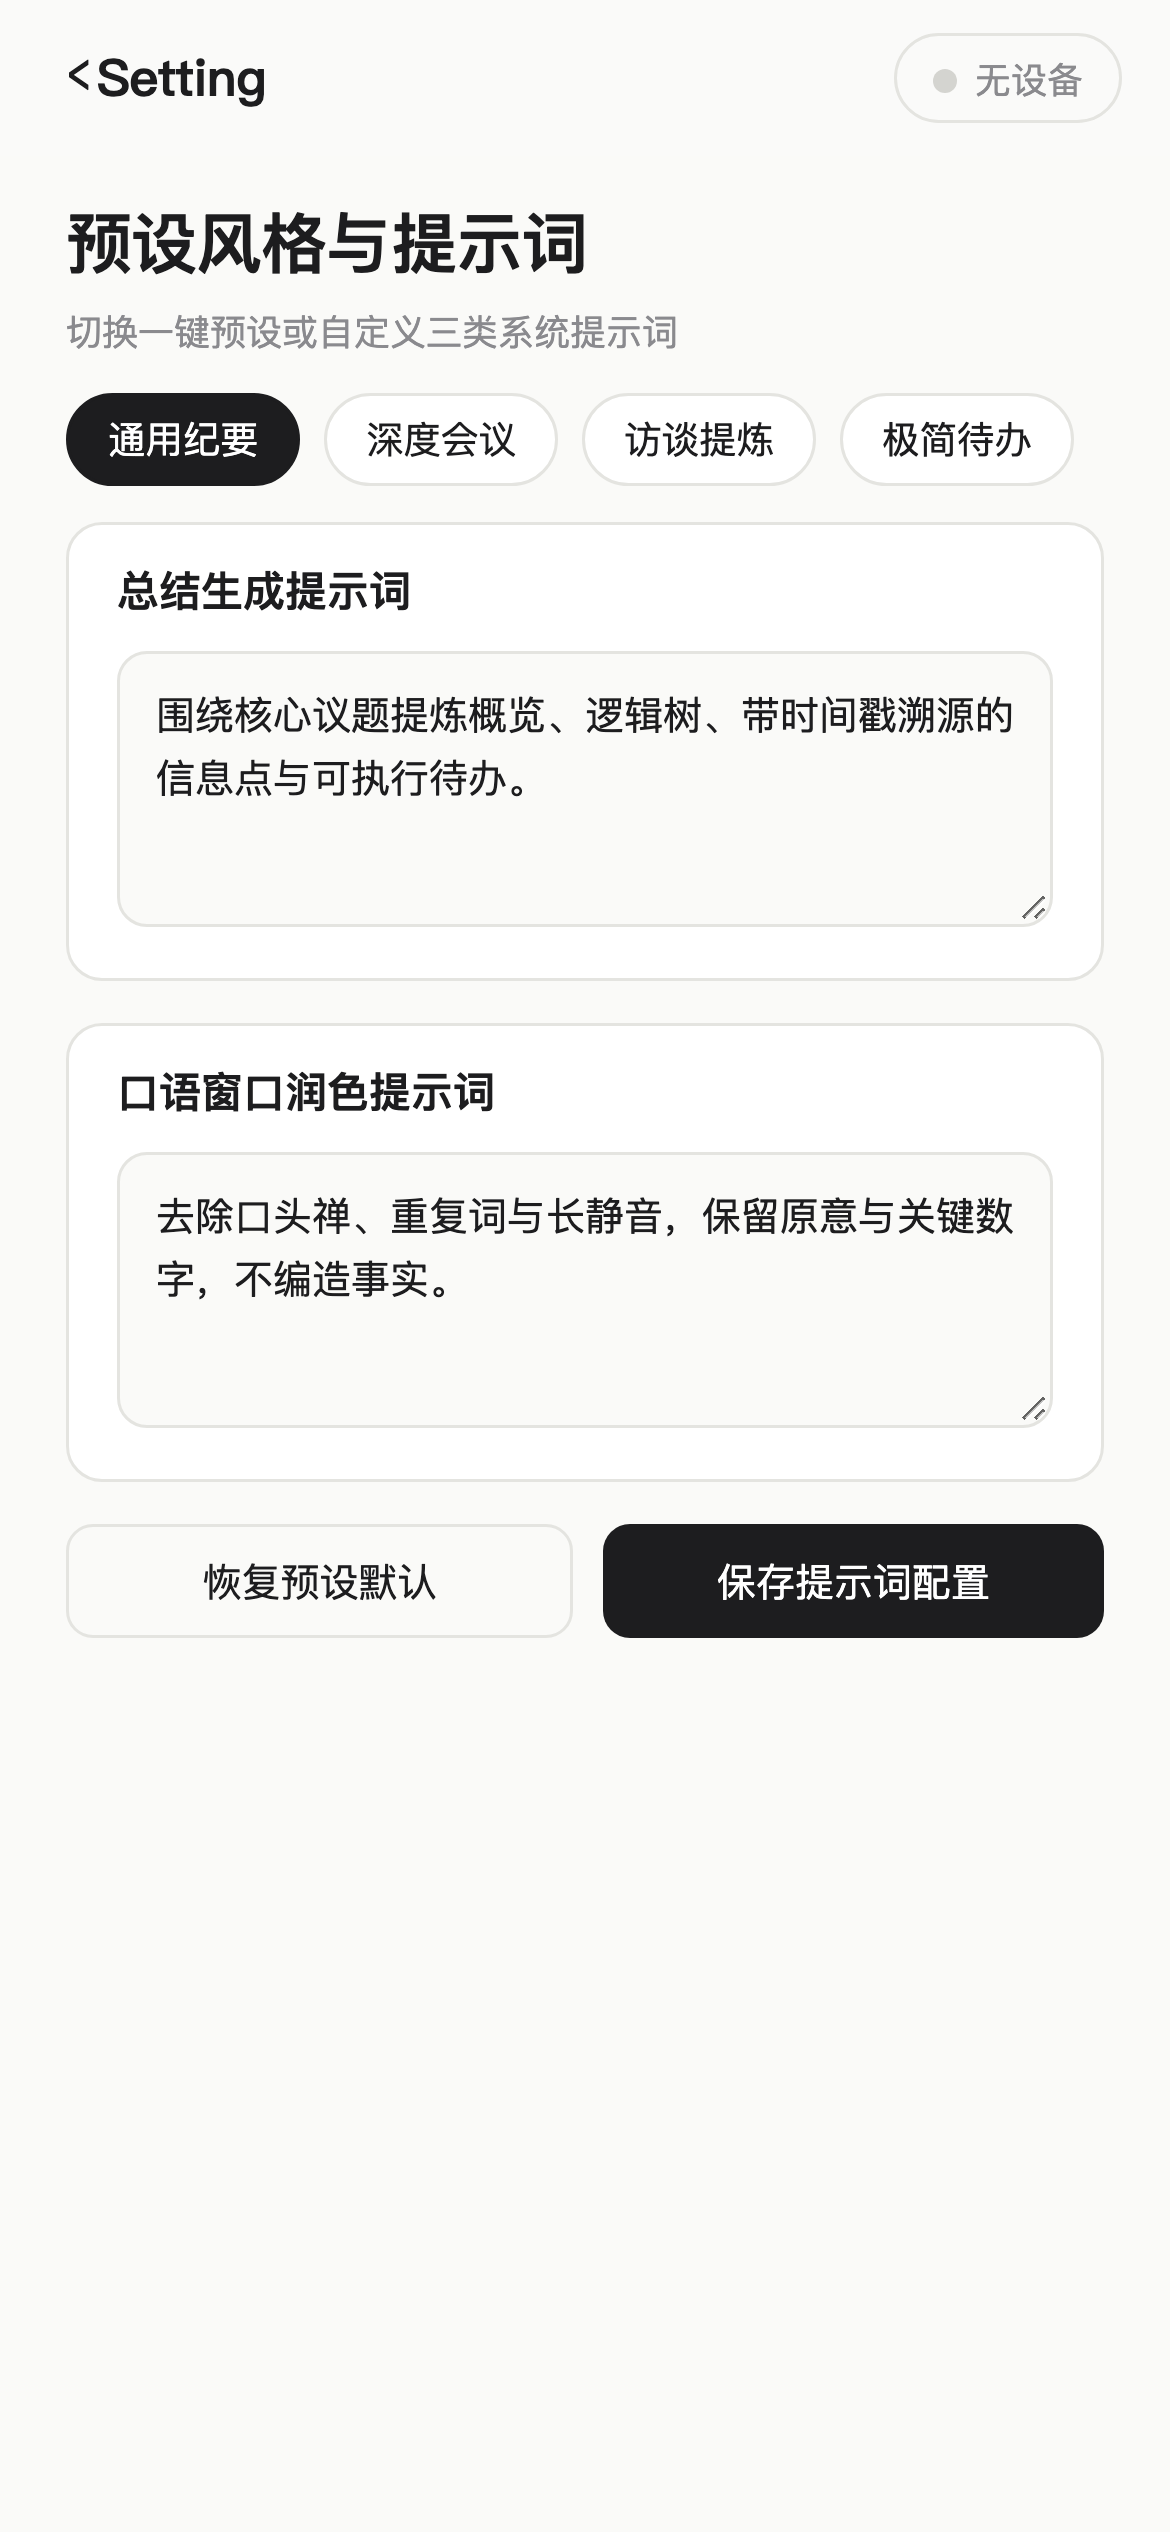 <Setting
无设备
预设风格与提示词
切换一键预设或自定义三类系统提示词
通用纪要
深度会议
访谈提炼
极简待办
总结生成提示词
围绕核心议题提炼概览、逻辑树、带时间戳溯源的
信息点与可执行待办。
口语窗口润色提示词
去除口头禅、重复词与长静音，保留原意与关键数
字，不编造事实。
恢复预设默认
保存提示词配置